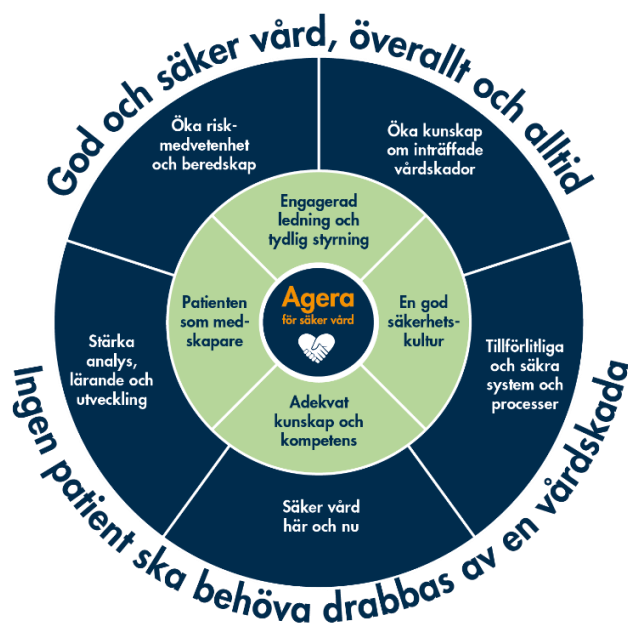 God och säker vård, överallt och alltid
Öka risk-
medvetenhet
och beredskap
Öka kunskap
om inträffade
vårdskador
Engagerad
ledning och
tydlig styrning
Patienten
som med-
skapare
Agera
för säker vård
En god
säkerhets-
kultur
Stärka
analys,
lärande och
utveckling
Tillförlitliga
och säkra
system och
processer
Adekvat
kunskap och
kompetens
Säker vård
här och nu
Ingen patient ska behöva drabbas av en vårdskada